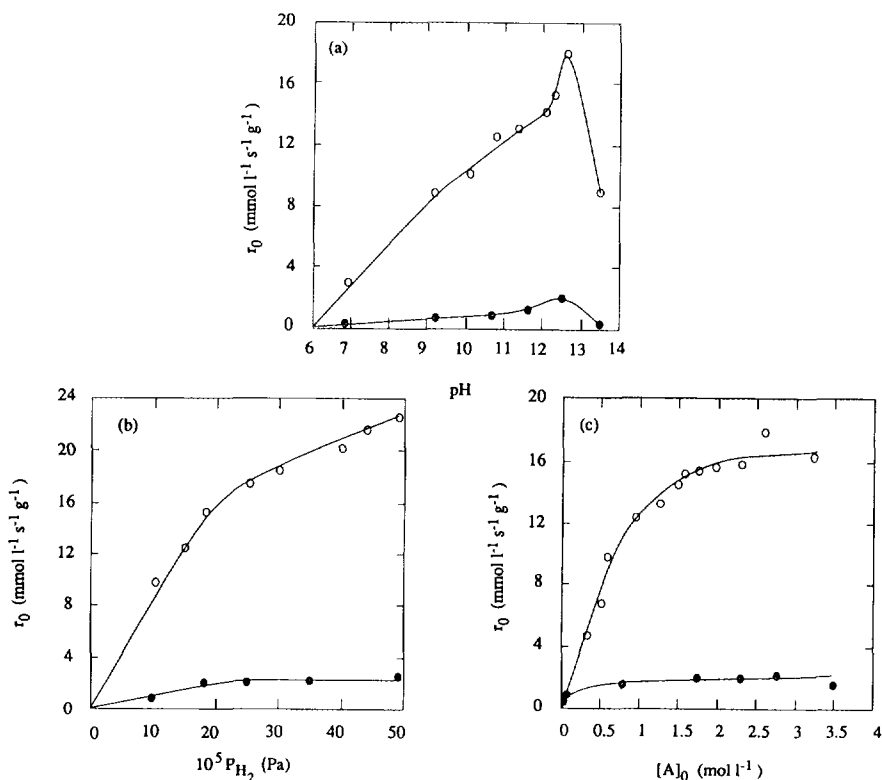 (a)
20
16
12
8
4
0
r₀ (mmol l⁻¹ s⁻¹ g⁻¹)
6 7 8 9 10 11 12 13 14
pH
(b)
24
20
16
12
8
4
0
r₀ (mmol l⁻¹ s⁻¹ g⁻¹)
0 10 20 30 40 50
10⁵ P_H₂ (Pa)
(c)
20
16
12
8
4
0
r₀ (mmol l⁻¹ s⁻¹ g⁻¹)
0 0.5 1 1.5 2 2.5 3 3.5 4
[A]₀ (mol l⁻¹)